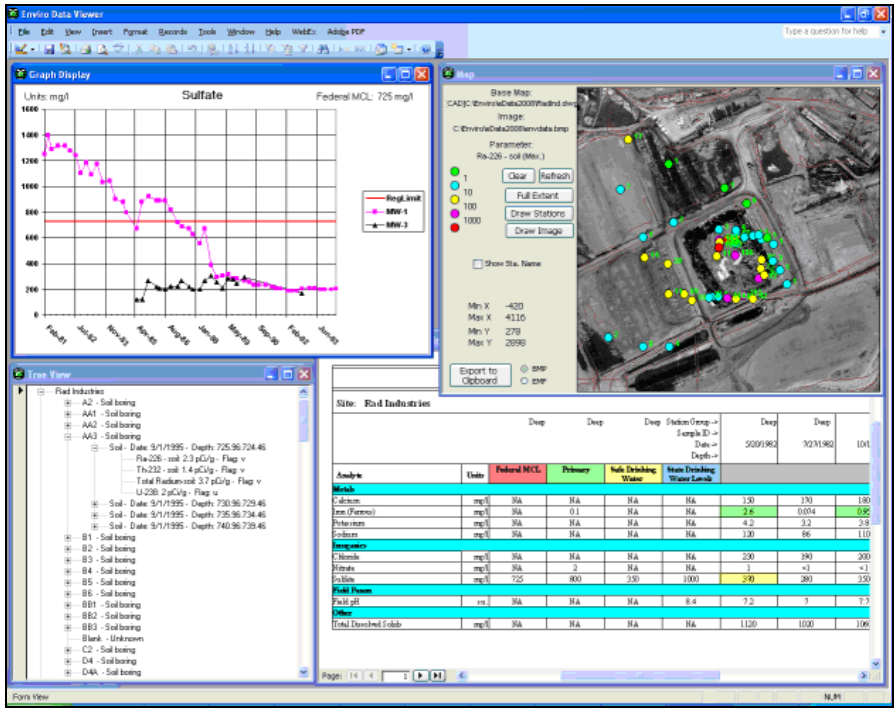 Enviro Data Viewer
File Edit View Insert Format Records Tools Window Help WebEx Adobe PDF
Type a question for help
Graph Display
Units: mg/l Sulfate Federal MCL: 725 mg/l
1600
1400
1200
1000
800
600
400
200
0
RegLimit
MW-1
MW-3
Feb-81 Jul-82 Nov-83 Apr-85 Aug-86 Jan-88 May-89 Sep-90 Feb-92 Jun-93
Map
Base Map:
CAD|C:\Enviro\eData2008\RadInd.dwg
Image:
C:\Enviro\eData2008\envdata.bmp
Parameter:
Ra-226 - soil (Max.)
1
10
100
1000
Clear Refresh
Full Extent
Draw Stations
Draw Image
Show Sta. Name
Min X -420
Max X 4116
Min Y 278
Max Y 2898
Export to Clipboard
BMP
EMF
Tree View
Rad Industries
A2 - Soil boring
AA1 - Soil boring
AA2 - Soil boring
AA3 - Soil boring
Soil - Date: 9/1/1995 - Depth: 725.96:724.46
Ra-226 - soil: 2.3 pCi/g - Flag: v
Th-232 - soil: 1.4 pCi/g - Flag: v
Total Radium-soil: 3.7 pCi/g - Flag: v
U-238: 2 pCi/g - Flag: u
Soil - Date: 9/1/1995 - Depth: 730.96:729.46
Soil - Date: 9/1/1995 - Depth: 735.96:734.46
Soil - Date: 9/1/1995 - Depth: 740.96:739.46
B1 - Soil boring
B2 - Soil boring
B3 - Soil boring
B4 - Soil boring
B5 - Soil boring
B6 - Soil boring
BB1 - Soil boring
BB2 - Soil boring
BB3 - Soil boring
Blank - Unknown
C2 - Soil boring
D4 - Soil boring
D4A - Soil boring
Site: Rad Industries
Deep Deep Deep Station Group-> Deep Deep
Sample ID ->
Date -> 5/20/1982 7/27/1982 10/1
Depth ->
Analyte Units Federal MCL Primary Safe Drinking Water State Drinking Water Levels
Metals
Calcium mg/l NA NA NA NA 150 170 180
Iron (Ferrous) mg/l NA 0.1 NA NA 2.6 0.074 0.95
Potassium mg/l NA NA NA NA 4.2 3.2 3.8
Sodium mg/l NA NA NA NA 120 86 110
Inorganics
Chloride mg/l NA NA NA NA 230 190 200
Nitrate mg/l NA 2 NA NA 1 <1 <1
Sulfate mg/l 725 800 350 1000 390 280 350
Field Param
Field pH s.u. NA NA NA 8.4 7.2 7 7.7
Other
Total Dissolved Solids mg/l NA NA NA NA 1120 1020 1060
Page: 1
Form View NUM